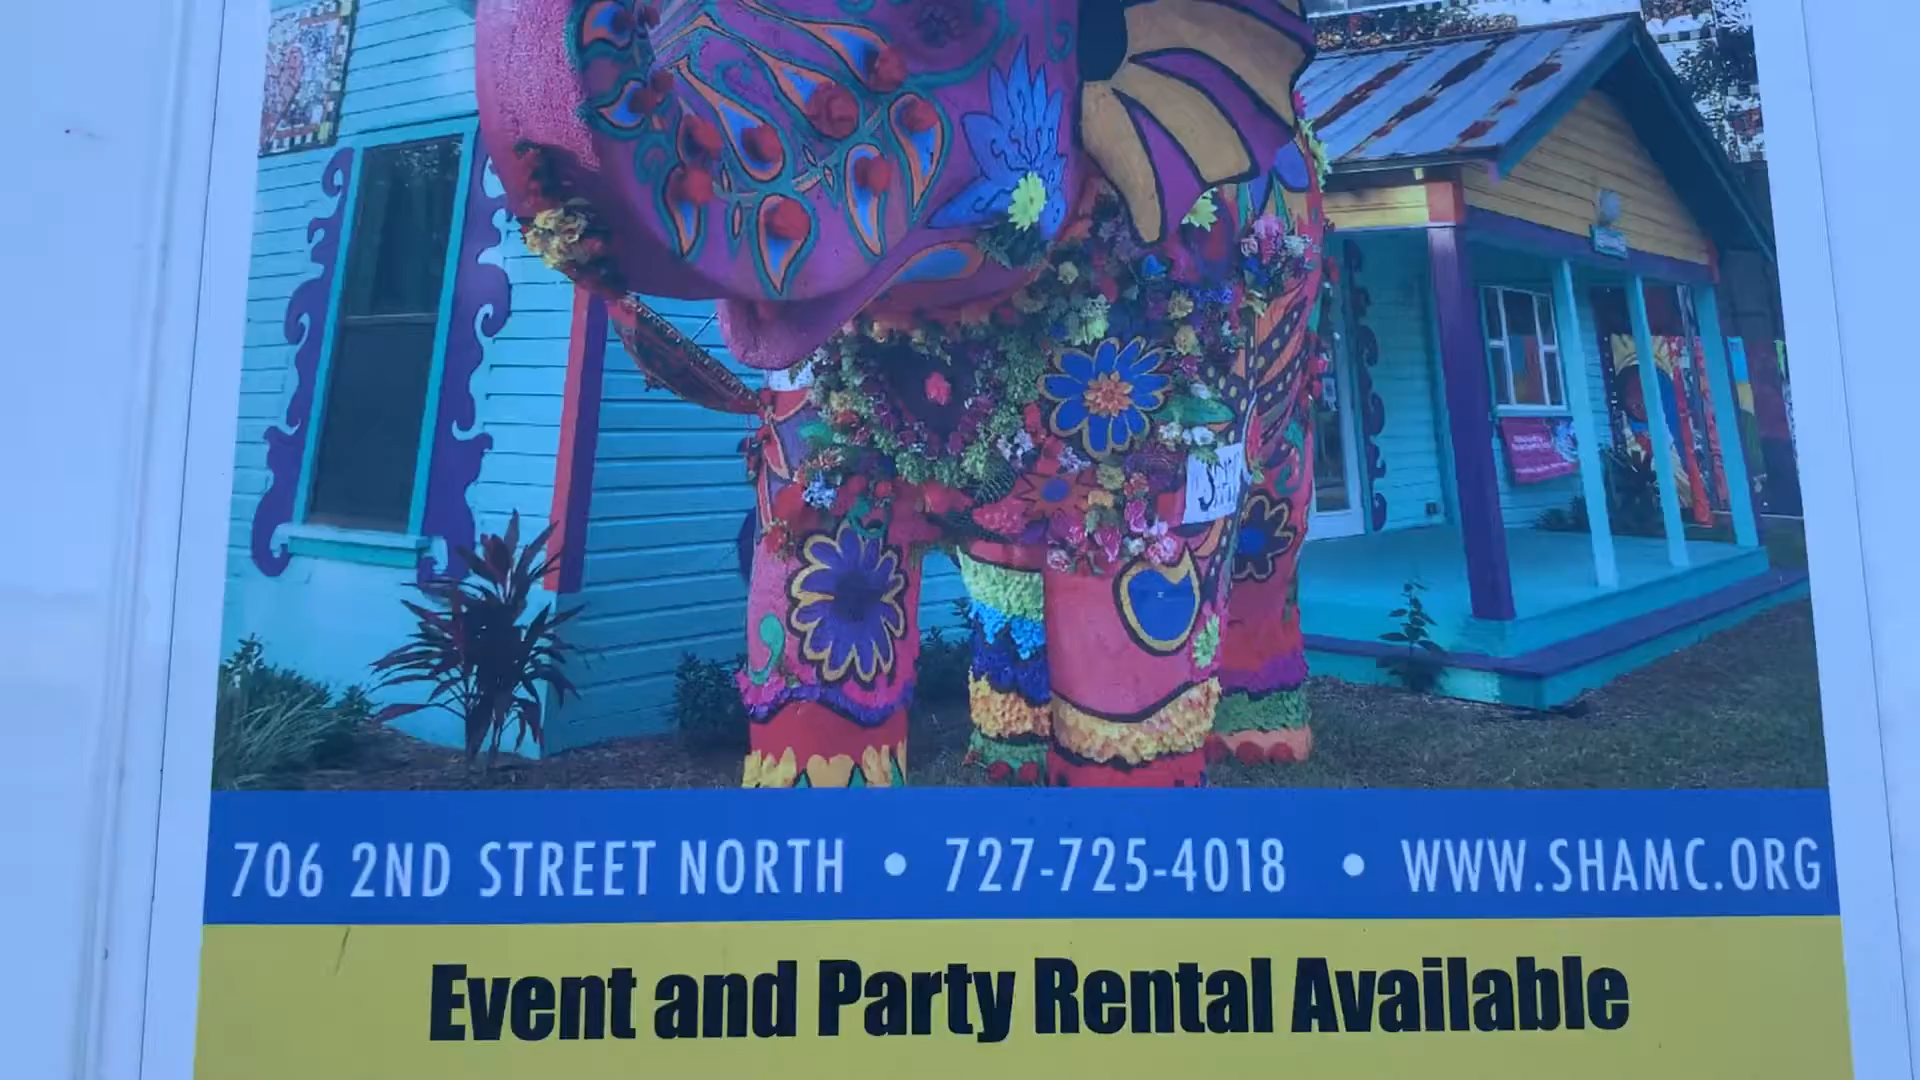 706 2ND STREET NORTH • 727-725-4018 • WWW.SHAMC.ORG
Event and Party Rental Available